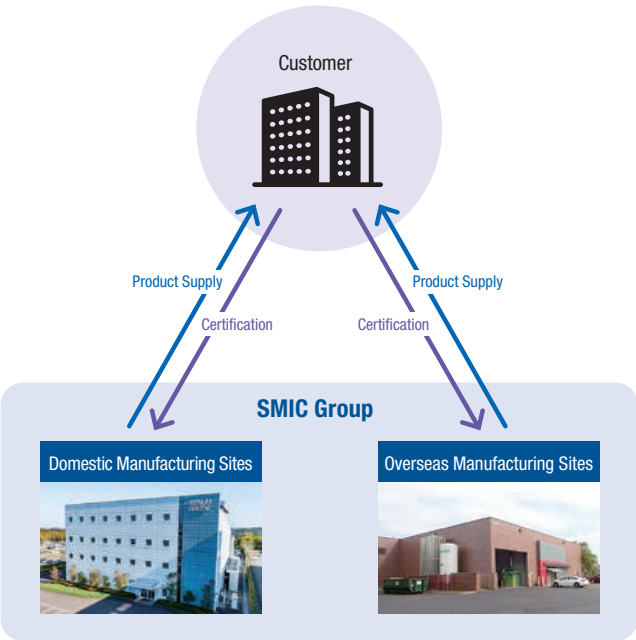 Customer
Product Supply
Product Supply
Certification
Certification
SMIC Group
Domestic Manufacturing Sites
Overseas Manufacturing Sites